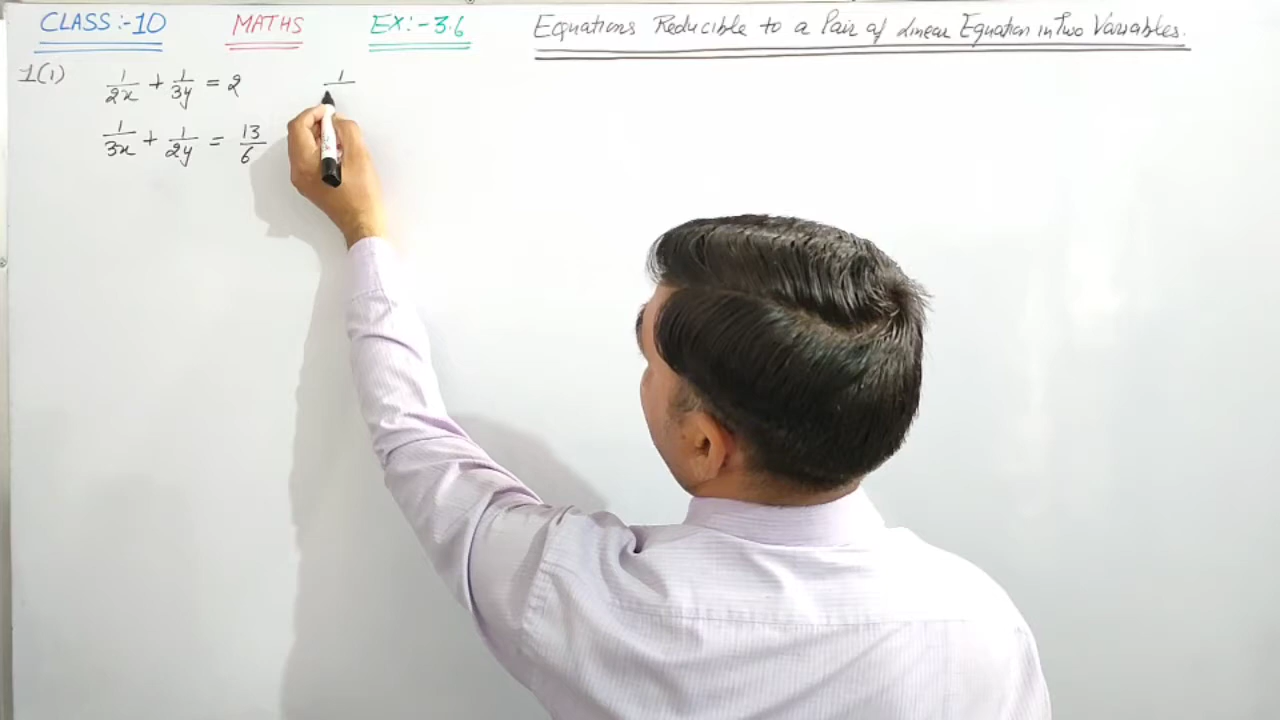 CLASS:-10 MATHS EX:-3.6 Equations Reducible to a Pair of Linear Equation in Two Variables.
1(i) 1/2x + 1/3y = 2 1/
1/3x + 1/2y = 13/6